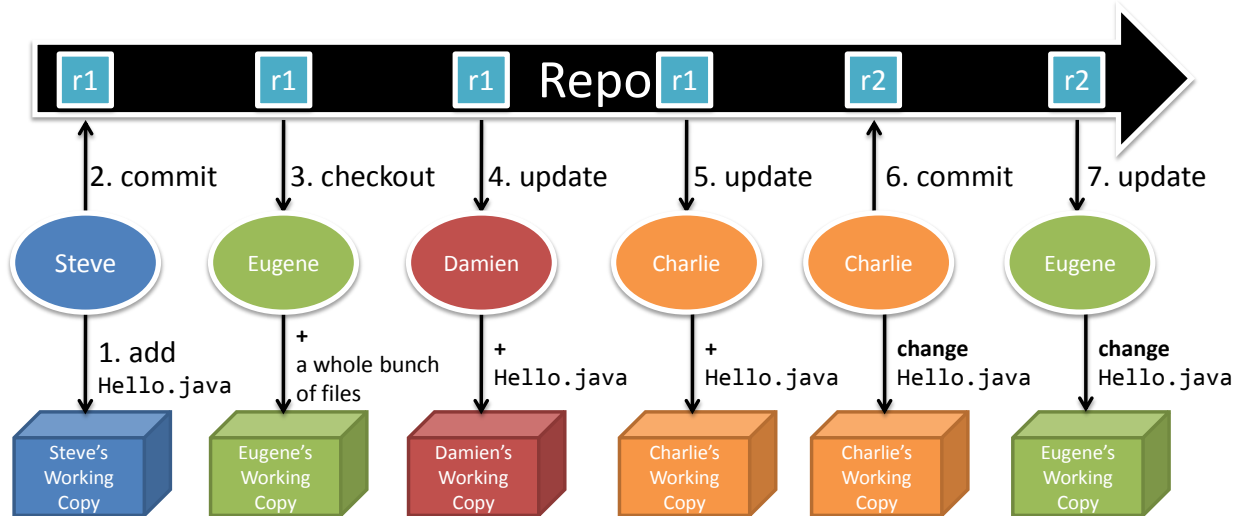 r1 r1 r1 Repo r1 r2 r2
2. commit 3. checkout 4. update 5. update 6. commit 7. update
Steve Eugene Damien Charlie Charlie Eugene
1. add
Hello.java
+
a whole bunch
of files
+
Hello.java
+
Hello.java
change
Hello.java
change
Hello.java
Steve's
Working
Copy
Eugene's
Working
Copy
Damien's
Working
Copy
Charlie's
Working
Copy
Charlie's
Working
Copy
Eugene's
Working
Copy